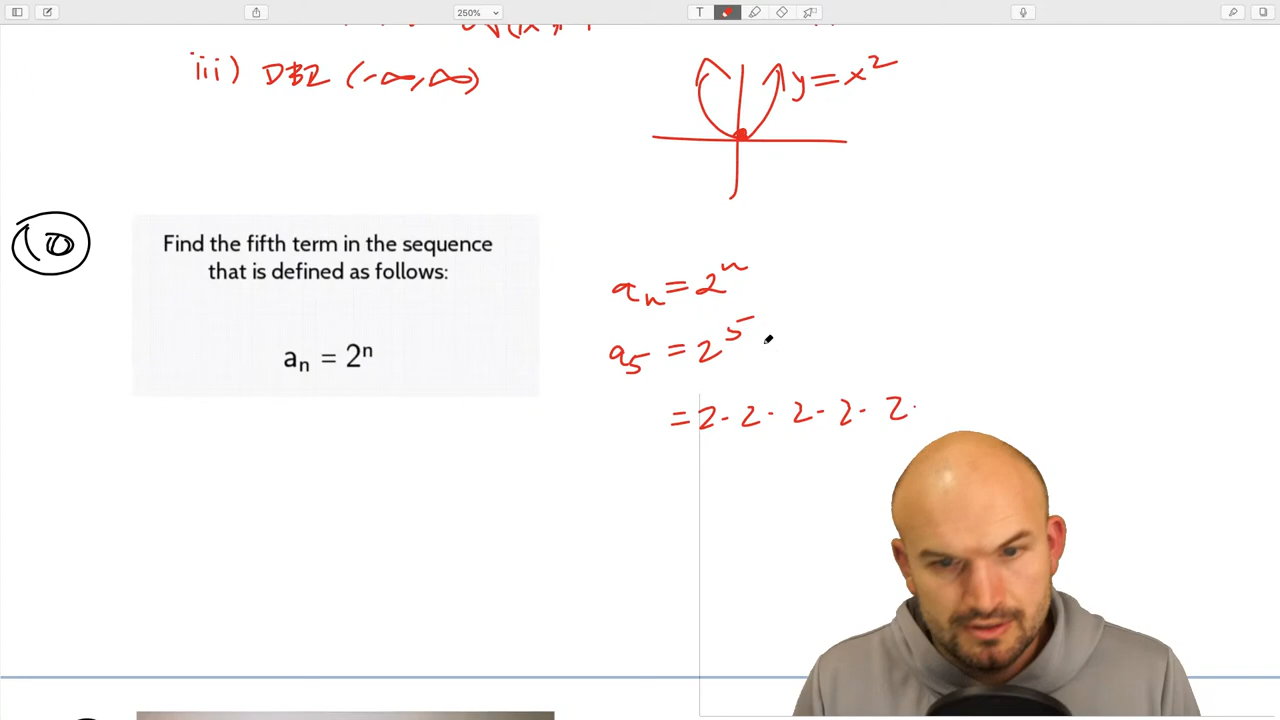 250%
T
iii) DBZ (-∞,∞)
y=x²
10
Find the fifth term in the sequence
that is defined as follows:
aₙ = 2ⁿ
aₙ = 2ⁿ
a₅ = 2⁵
= 2 · 2 · 2 · 2 · 2 ·